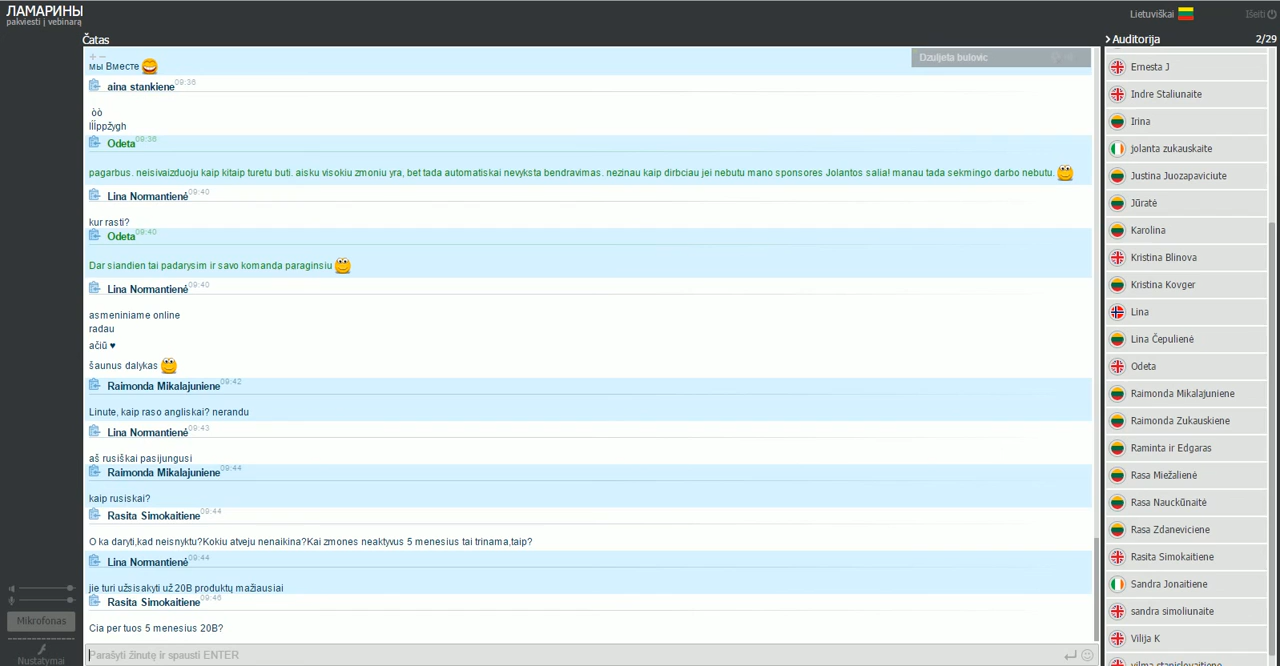 ЛАМАРИНЫ
pakviesti į vebinarą
Lietuviškai
Išeiti
Čatas
Auditorija
2/29
мы Вместе
Dzuljeta bulovic
aina stankiene 09:36
òò
lÌÌppžygh
Odeta 09:36
pagarbus. neisivaizduoju kaip kitaip turetu buti. aisku visokiu zmoniu yra, bet tada automatiskai nevyksta bendravimas. nezinau kaip dirbciau jei nebutu mano sponsores Jolantos salia! manau tada sekmingo darbo nebutu.
Lina Normantienė 09:40
kur rasti?
Odeta 09:40
Dar siandien tai padarysim ir savo komanda paraginsiu
Lina Normantienė 09:40
asmeniniame online
radau
ačiū ♥
šaunus dalykas
Raimonda Mikalajuniene 09:42
Linute, kaip raso angliskai? nerandu
Lina Normantienė 09:43
aš rusiškai pasijungusi
Raimonda Mikalajuniene 09:44
kaip rusiskai?
Rasita Simokaitiene 09:44
O ka daryti,kad neisnyktu?Kokiu atveju nenaikina?Kai zmones neaktyvus 5 menesius tai trinama,taip?
Lina Normantienė 09:44
jie turi užsisakyti už 20B produktų mažiausiai
Rasita Simokaitiene 09:46
Cia per tuos 5 menesius 20B?
Parašyti žinutę ir spausti ENTER
Mikrofonas
Nustatymai
Ernesta J
Indre Staliunaite
Irina
jolanta zukauskaite
Justina Juozapaviciute
Jūratė
Karolina
Kristina Blinova
Kristina Kovger
Lina
Lina Čepulienė
Odeta
Raimonda Mikalajuniene
Raimonda Zukauskiene
Raminta ir Edgaras
Rasa Miežalienė
Rasa Nauckūnaitė
Rasa Zdaneviciene
Rasita Simokaitiene
Sandra Jonaitiene
sandra simoliunaite
Vilija K
vilma stanislovaitiene